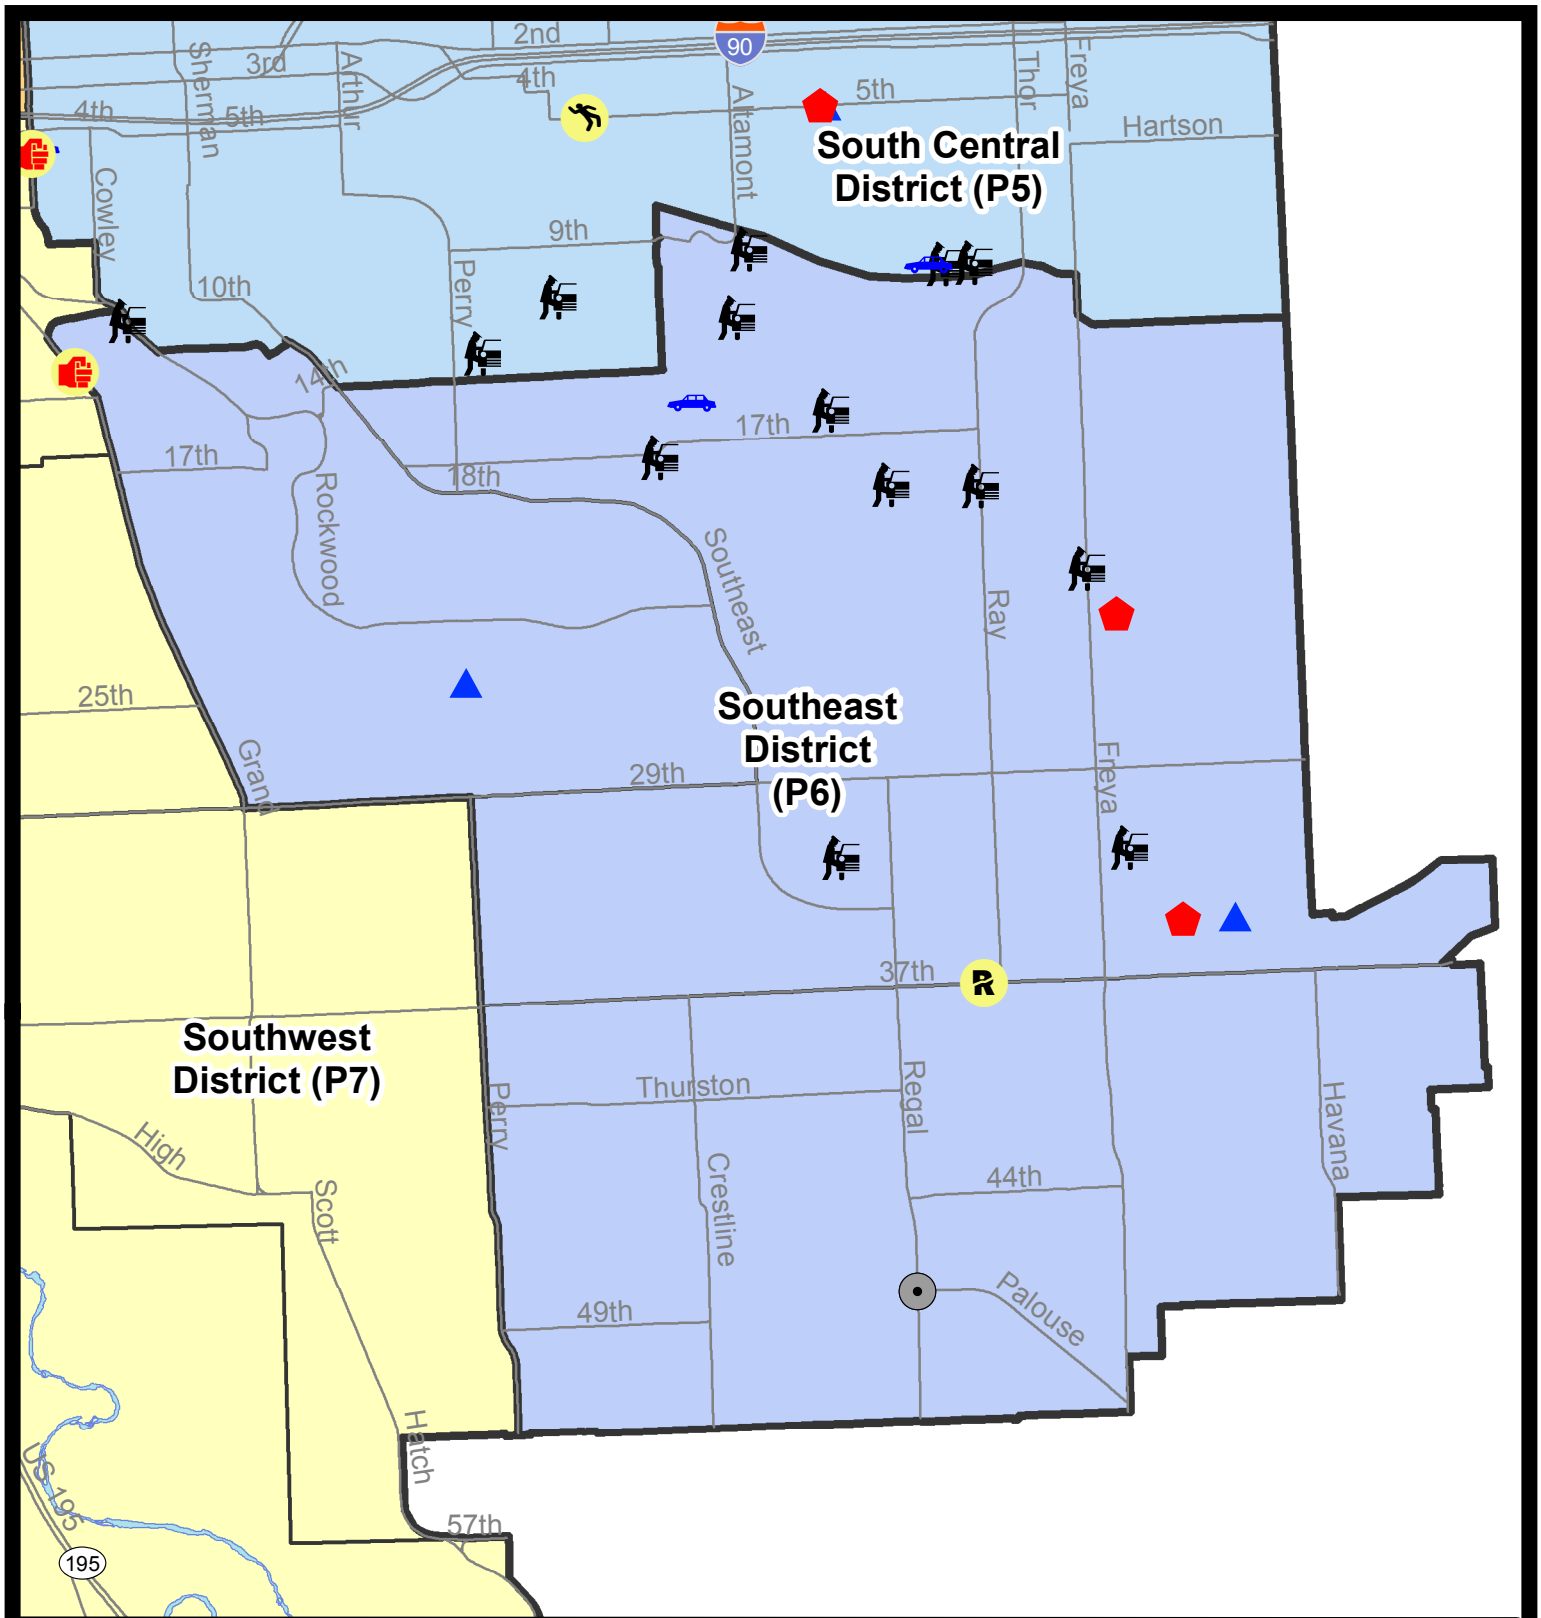 2nd
90
3rd
Sherman
Arthur
4th
Thor
Freya
4th
5th
Altamont
5th
Hartson
South Central
District (P5)
Cowley
9th
Perry
10th
14th
17th
17th
18th
Rockwood
Southeast
Ray
25th
Southeast
District
(P6)
Grand
29th
Freya
37th
Southwest
District (P7)
Thurston
Perry
Regal
Havana
High
Crestline
44th
Scott
Palouse
49th
Hatch
US 195
57th
195
R